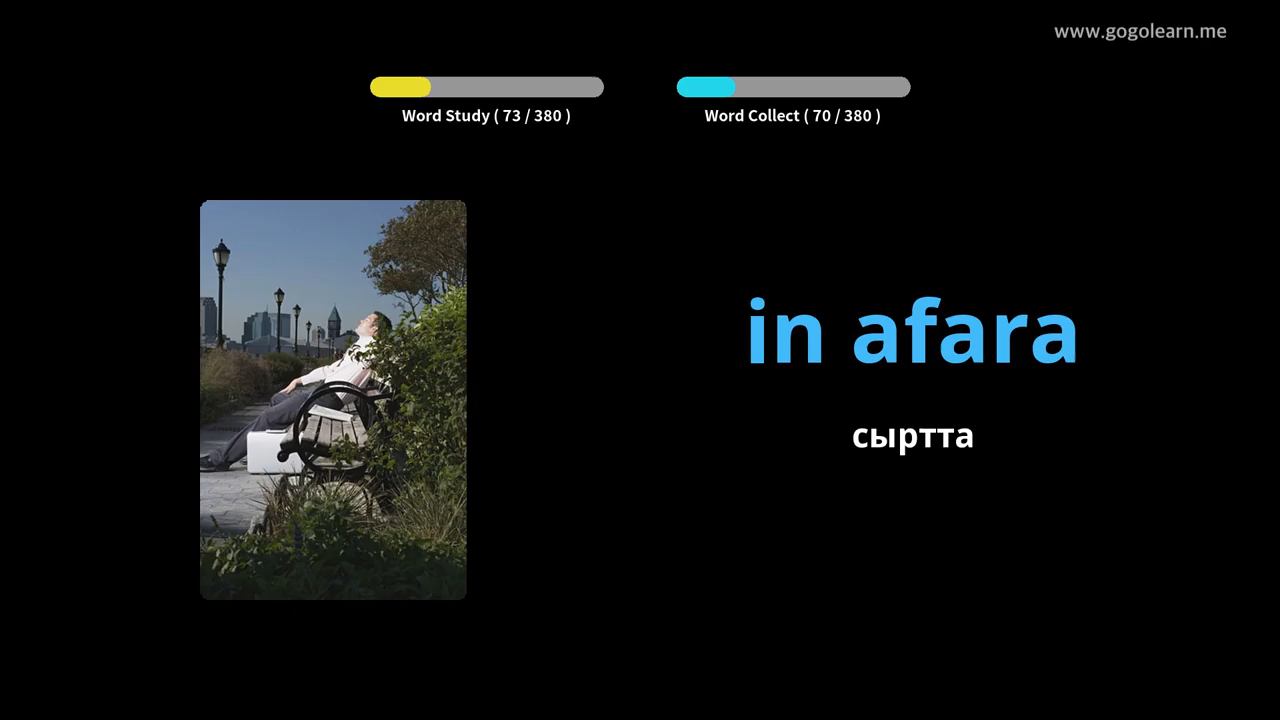 www.gogolearn.me
Word Study ( 73 / 380 )
Word Collect ( 70 / 380 )
in afara
сыртта